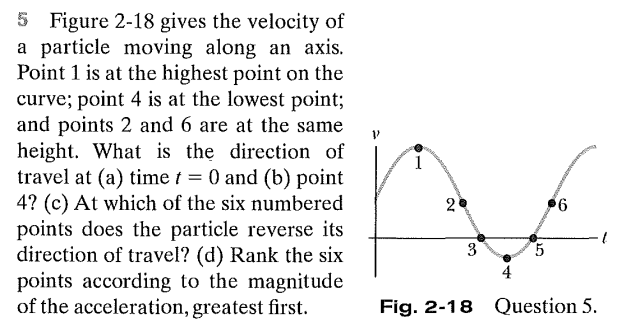 5 Figure 2-18 gives the velocity of
a particle moving along an axis.
Point 1 is at the highest point on the
curve; point 4 is at the lowest point;
and points 2 and 6 are at the same
height. What is the direction of
travel at (a) time t = 0 and (b) point
4? (c) At which of the six numbered
points does the particle reverse its
direction of travel? (d) Rank the six
points according to the magnitude
of the acceleration, greatest first.
v
1
2
6
t
3
5
4
Fig. 2-18 Question 5.